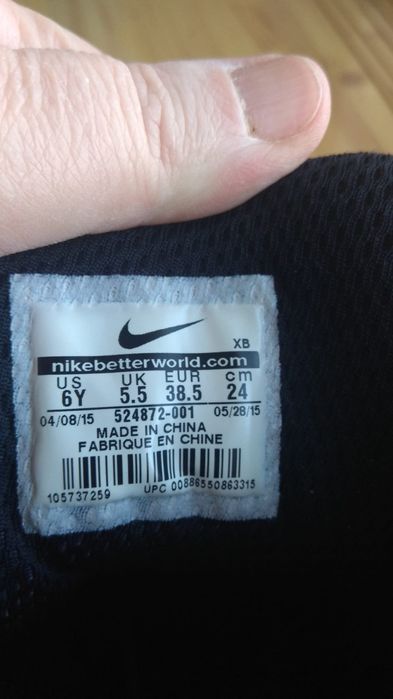 XB
nikebetterworld.com
US UK EUR cm
6Y 5.5 38.5 24
04/08/15 524872-001 05/28/15
MADE IN CHINA
FABRIQUE EN CHINE
105737259 UPC 00886550863315